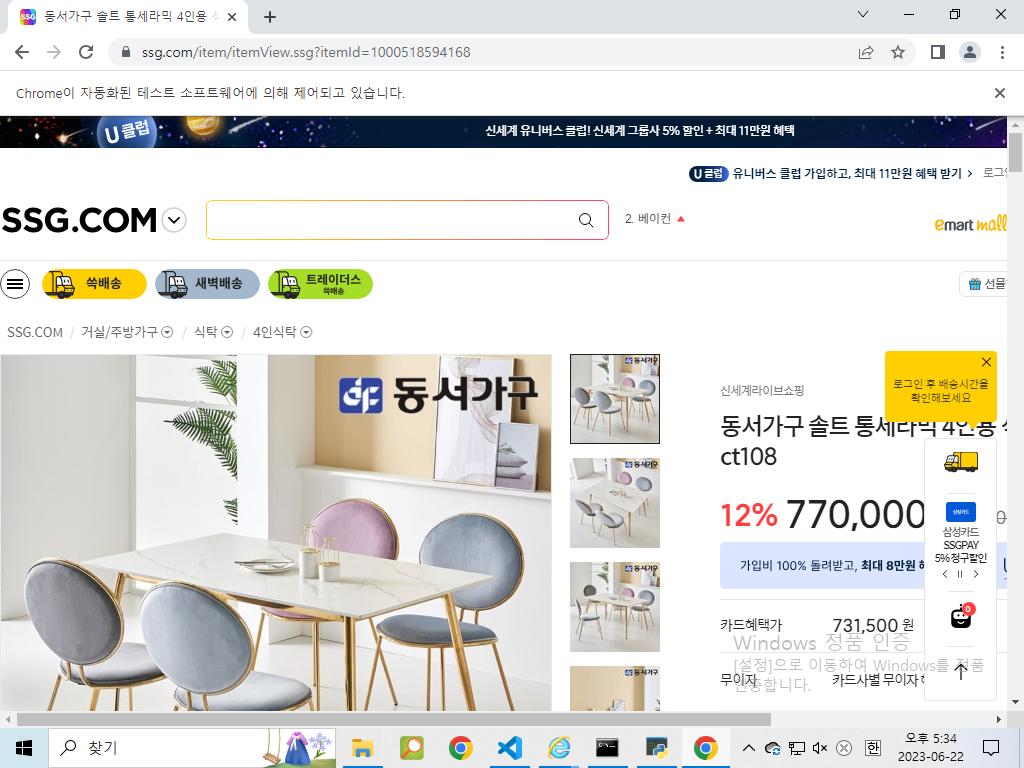 동서가구 솔트 통세라믹 4인용 식
ssg.com/item/itemView.ssg?itemId=1000518594168
Chrome이 자동화된 테스트 소프트웨어에 의해 제어되고 있습니다.
U클럽
신세계 유니버스 클럽! 신세계 그룹사 5% 할인 + 최대 11만원 혜택
U클럽 유니버스 클럽 가입하고, 최대 11만원 혜택 받기 > 로그인
SSG.COM
2. 베이컨
emart mall
쓱배송
새벽배송
트레이더스
쓱배송
선물
SSG.COM / 거실/주방가구 / 식탁 / 4인식탁
동서가구
로그인 후 배송시간을
확인해보세요
신세계라이브쇼핑
동서가구 솔트 통세라믹 4인용
ct108
12% 770,000
삼성카드
삼성카드
SSGPAY
5% 청구할인
가입비 100% 돌려받고, 최대 8만원
카드혜택가 731,500 원
0
무이자 카드사별 무이자
Windows 정품 인증
[설정]으로 이동하여 Windows를 정품
인증합니다.
찾기
오후 5:34
2023-06-22
한